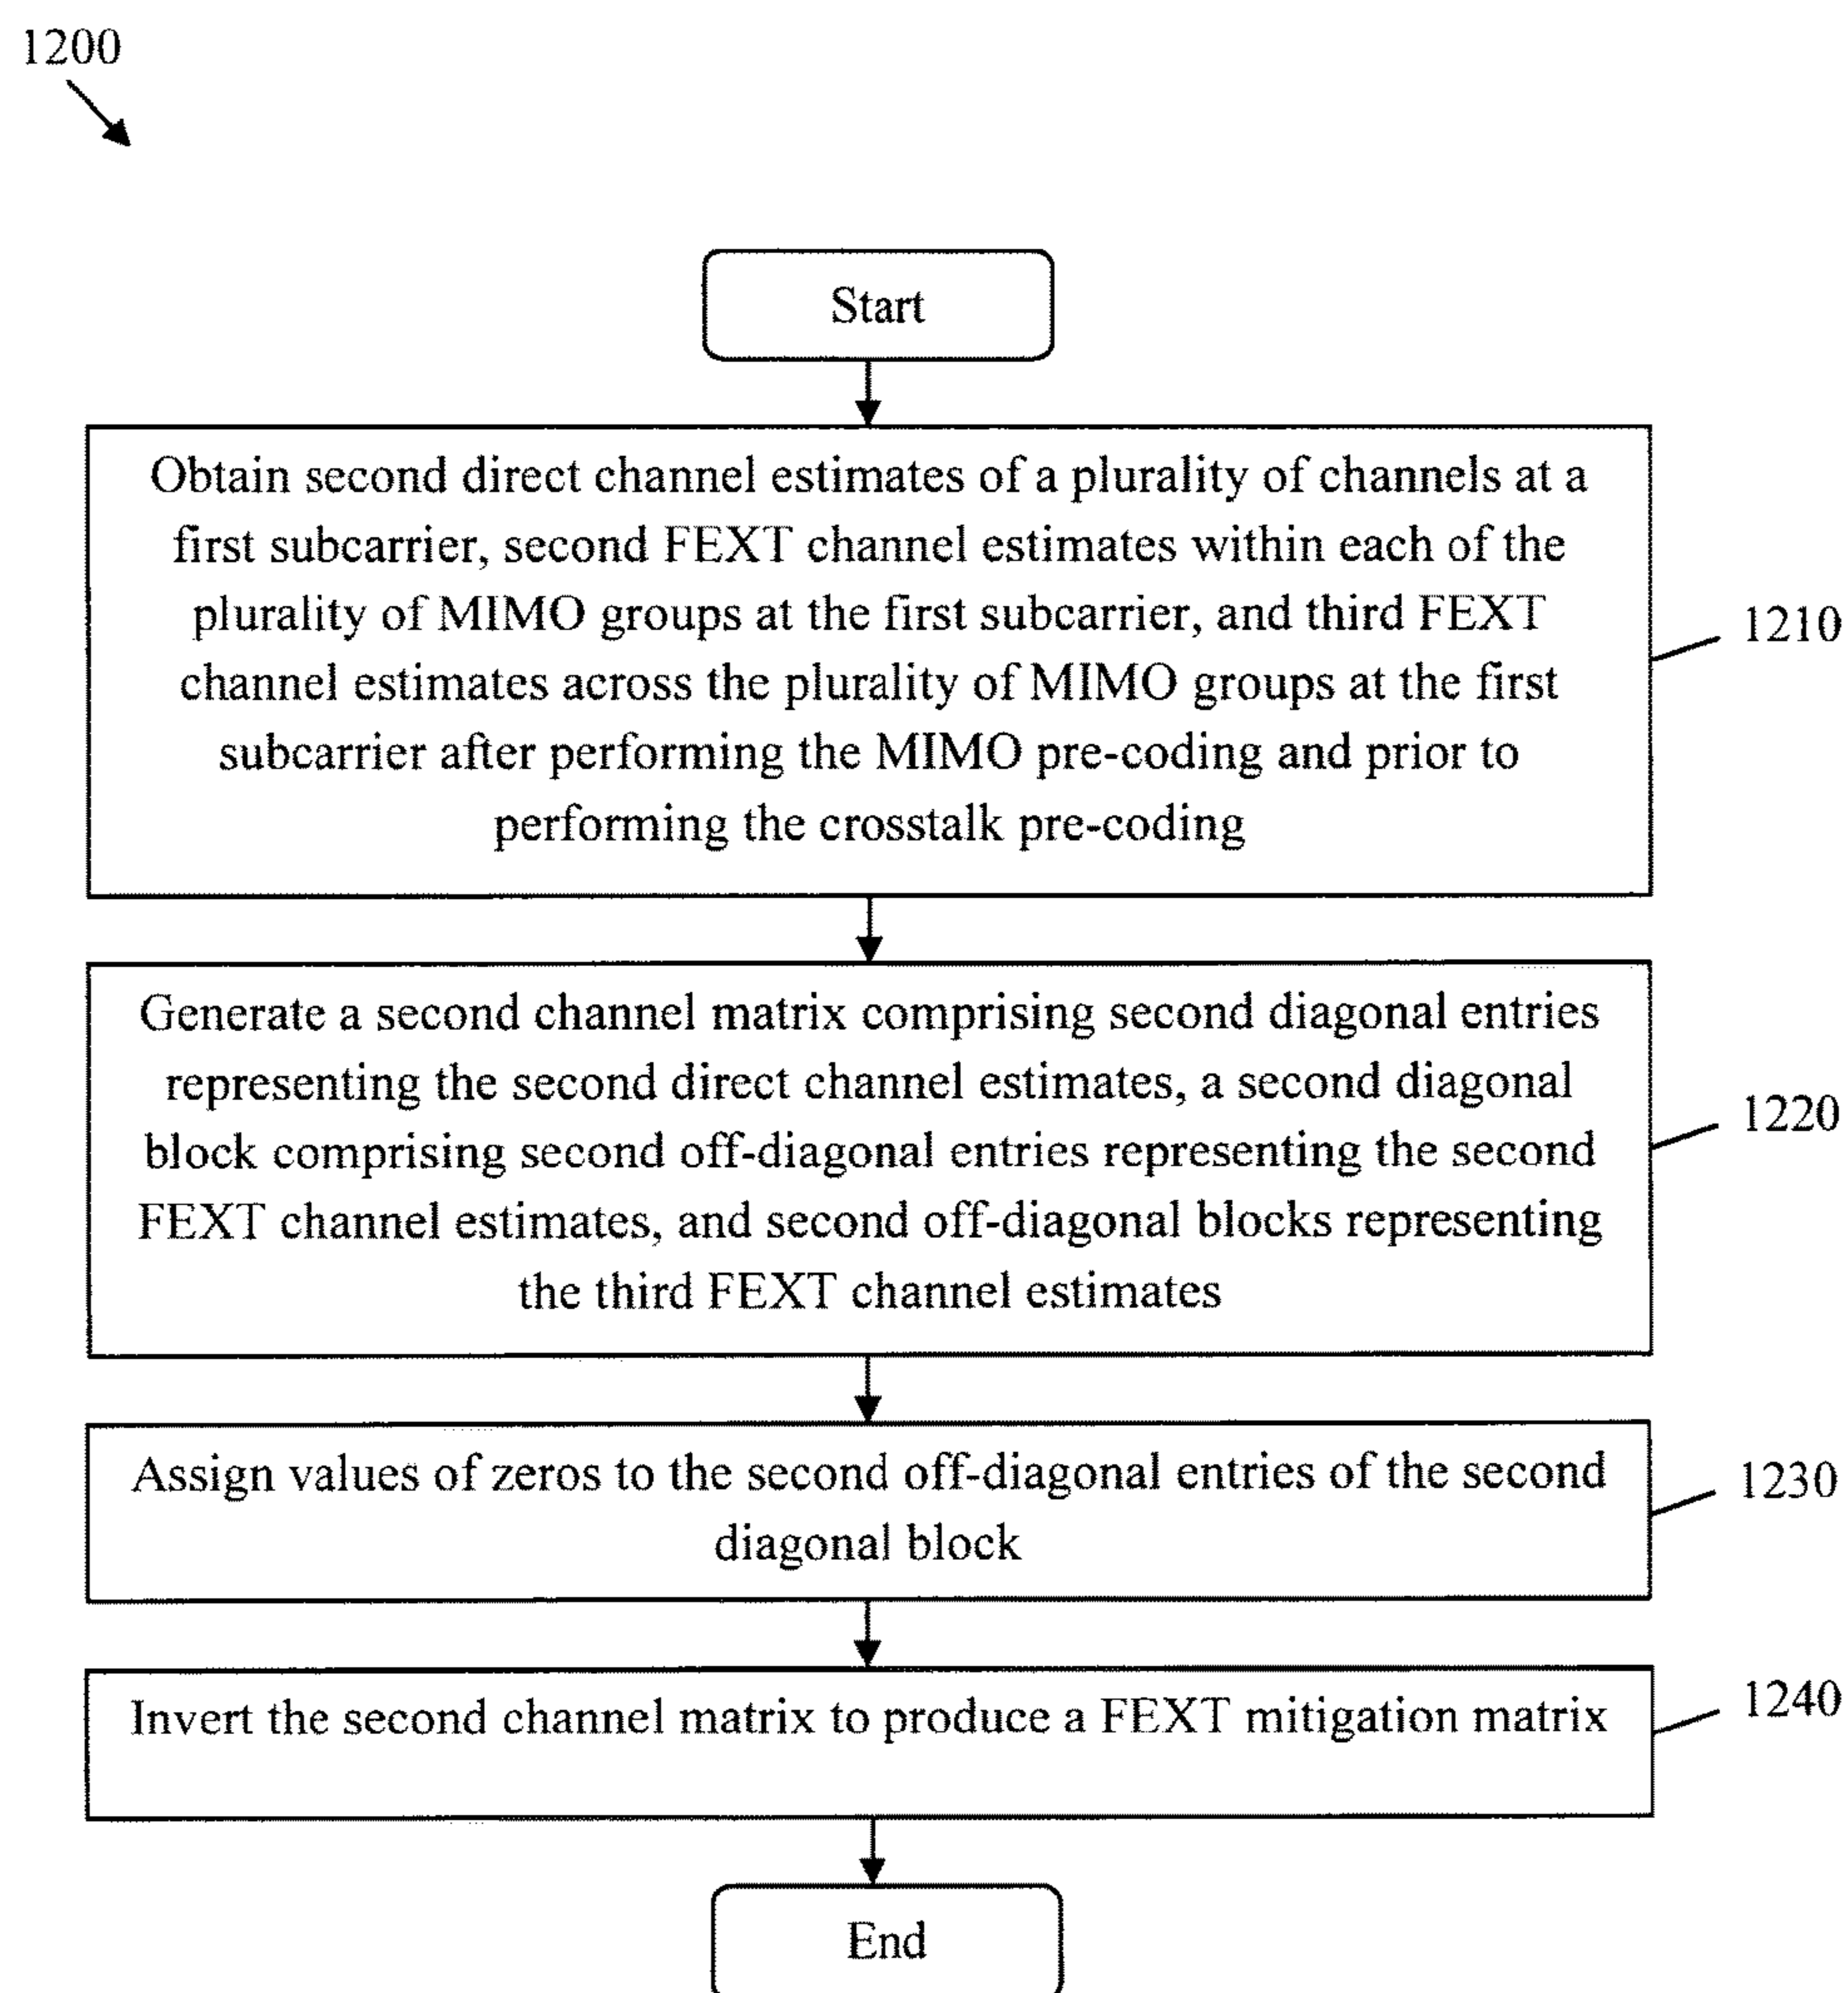 1200
Start
Obtain second direct channel estimates of a plurality of channels at a
first subcarrier, second FEXT channel estimates within each of the
plurality of MIMO groups at the first subcarrier, and third FEXT
channel estimates across the plurality of MIMO groups at the first
subcarrier after performing the MIMO pre-coding and prior to
performing the crosstalk pre-coding
1210
Generate a second channel matrix comprising second diagonal entries
representing the second direct channel estimates, a second diagonal
block comprising second off-diagonal entries representing the second
FEXT channel estimates, and second off-diagonal blocks representing
the third FEXT channel estimates
1220
Assign values of zeros to the second off-diagonal entries of the second
diagonal block
1230
Invert the second channel matrix to produce a FEXT mitigation matrix
1240
End